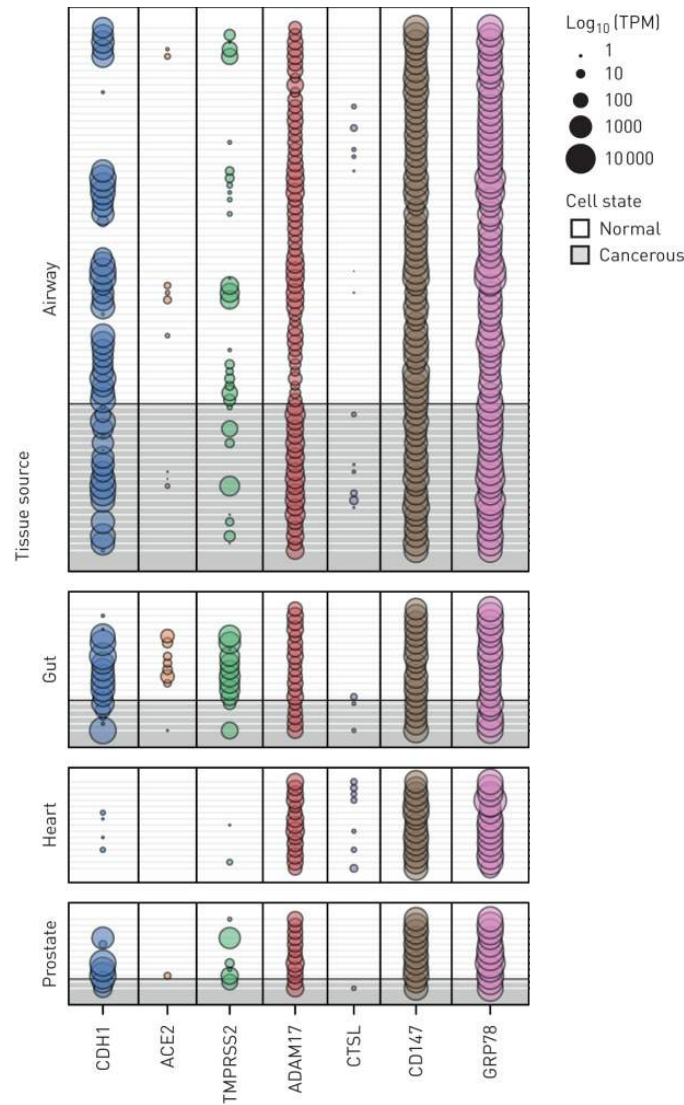 Log10 (TPM)
1
10
100
1000
10 000
Cell state
Normal
Cancerous
Tissue source
Airway
Gut
Heart
Prostate
CDH1
ACE2
TMPRSS2
ADAM17
CTSL
CD147
GRP78